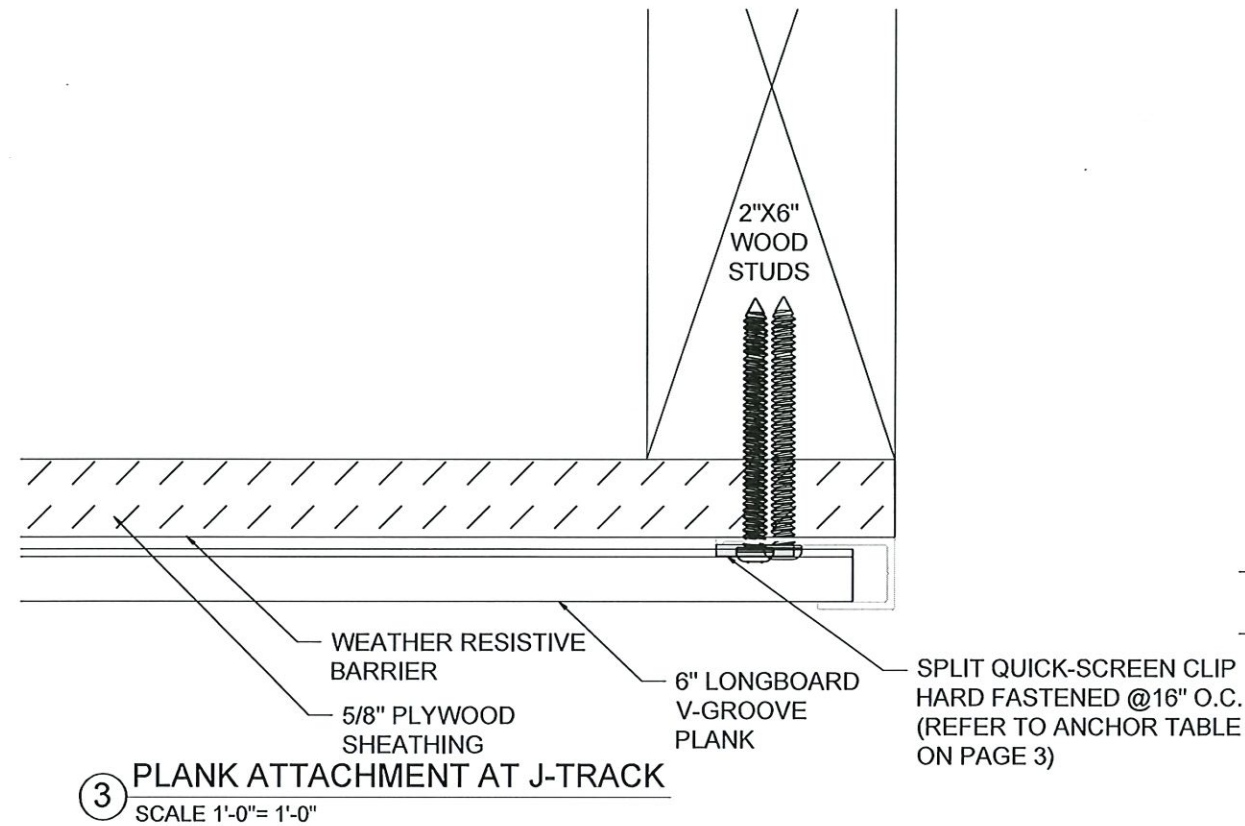 2"X6"
WOOD
STUDS
WEATHER RESISTIVE
BARRIER
5/8" PLYWOOD
SHEATHING
6" LONGBOARD
V-GROOVE
PLANK
SPLIT QUICK-SCREEN CLIP
HARD FASTENED @16" O.C.
(REFER TO ANCHOR TABLE
ON PAGE 3)
3 PLANK ATTACHMENT AT J-TRACK
SCALE 1'-0"= 1'-0"